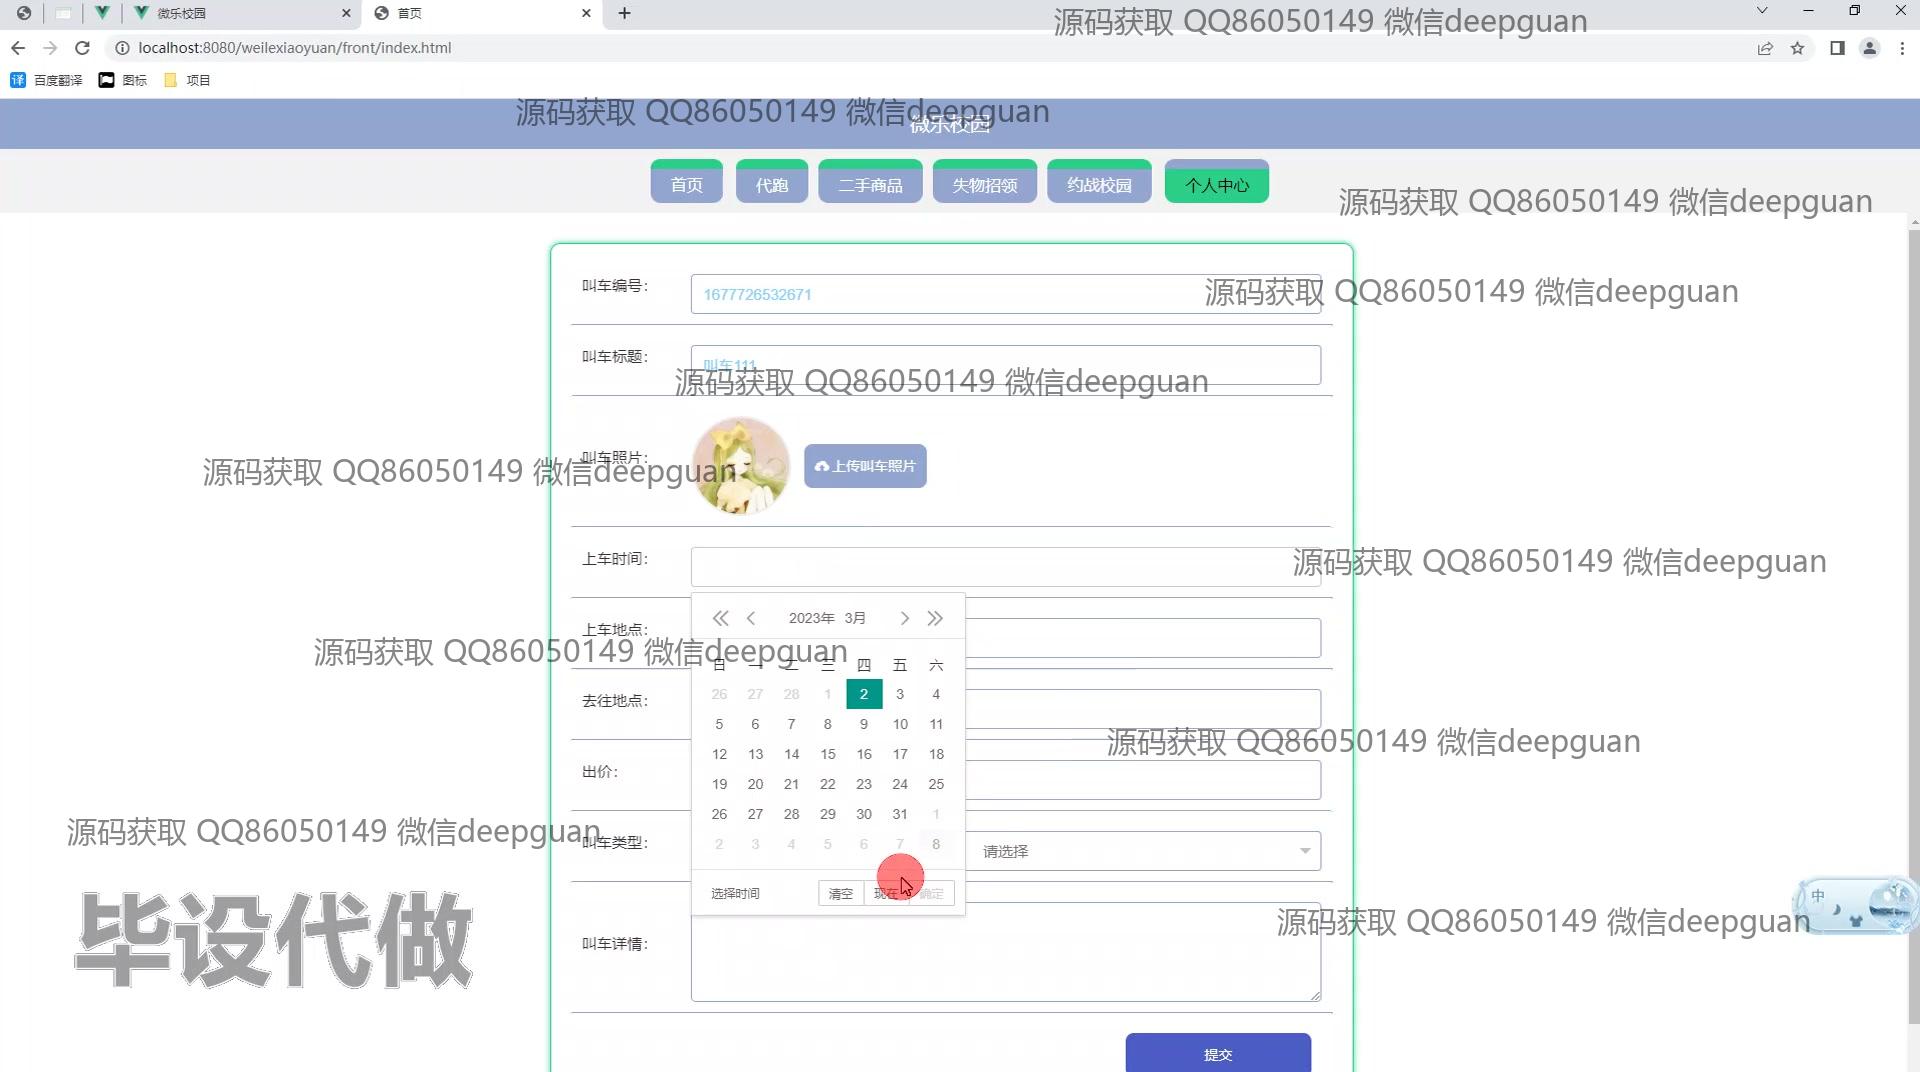 微乐校园
首页
源码获取 QQ86050149 微信deepguan
localhost:8080/weilexiaoyuan/front/index.html
译 百度翻译 图标 项目
源码获取 QQ86050149 微信deepguan
微乐校园
首页 代跑 二手商品 失物招领 约战校园 个人中心
源码获取 QQ86050149 微信deepguan
叫车编号： 1677726532671
源码获取 QQ86050149 微信deepguan
叫车标题： 叫车111
源码获取 QQ86050149 微信deepguan
叫车照片： 上传叫车照片
源码获取 QQ86050149 微信deepguan
上车时间：
源码获取 QQ86050149 微信deepguan
2023年 3月
上车地点：
源码获取 QQ86050149 微信deepguan
日 一 二 三 四 五 六
26 27 28 1 2 3 4
去往地点：
5 6 7 8 9 10 11
源码获取 QQ86050149 微信deepguan
12 13 14 15 16 17 18
出价：
19 20 21 22 23 24 25
26 27 28 29 30 31 1
源码获取 QQ86050149 微信deepguan
叫车类型： 请选择
2 3 4 5 6 7 8
选择时间 清空 现在 确定
中
源码获取 QQ86050149 微信deepguan
叫车详情：
毕设代做
提交